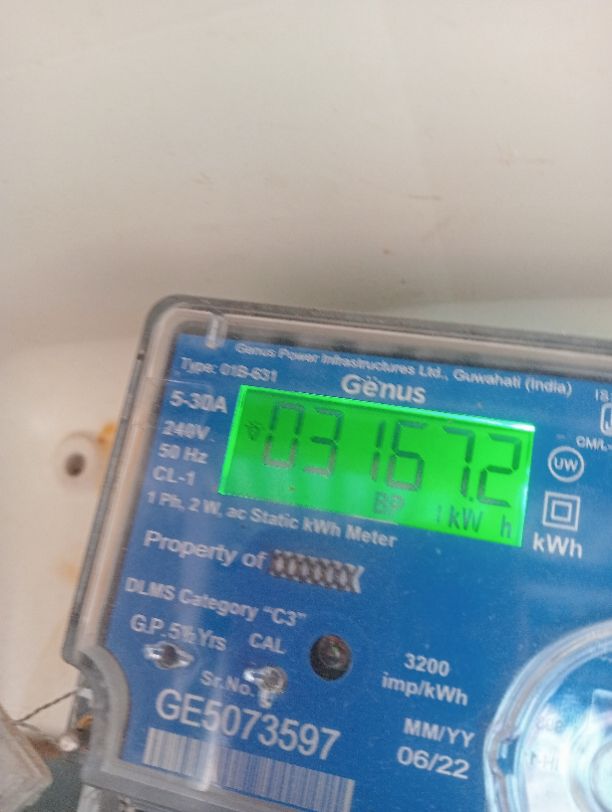 Genus Power Infrastructures Ltd., Guwahati (India)
Type: 01B-631
Genus
5-30A
240V
50 Hz
CL-1
03167.2
BP
kW h
UW
kWh
1 Ph, 2 W, ac Static kWh Meter
Property of
DLMS Category "C3"
G.P. 5½ Yrs
CAL
3200
imp/kWh
Sr.No.
GE5073597
MM/YY
06/22